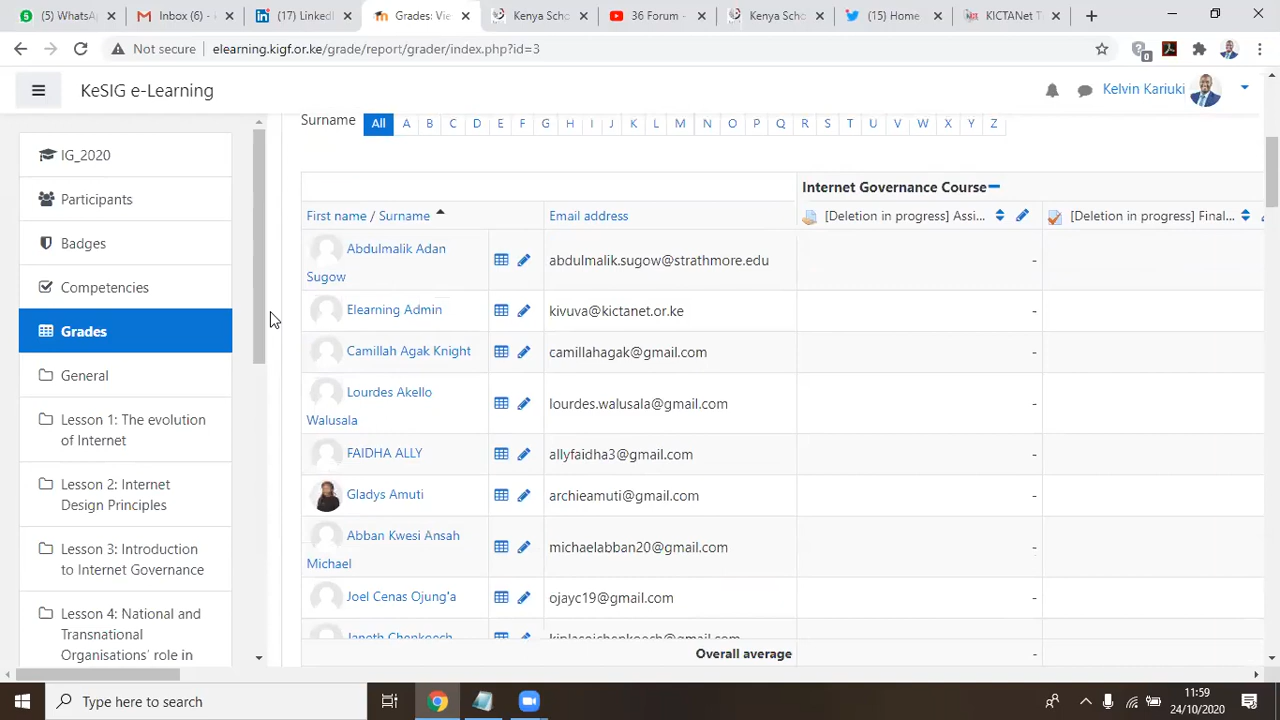 (5) WhatsA
Inbox (6) -
(17) LinkedI
Grades: Vie
Kenya Scho
36 Forum -
Kenya Scho
(15) Home
KICTANet T
Not secure elearning.kigf.or.ke/grade/report/grader/index.php?id=3
0
KeSIG e-Learning
Kelvin Kariuki
IG_2020
Participants
Badges
Competencies
Grades
General
Lesson 1: The evolution
of Internet
Lesson 2: Internet
Design Principles
Lesson 3: Introduction
to Internet Governance
Lesson 4: National and
Transnational
Organisations' role in
Surname All A B C D E F G H I J K L M N O P Q R S T U V W X Y Z
Internet Governance Course
First name / Surname Email address [Deletion in progress] Assi... [Deletion in progress] Final...
Abdulmalik Adan
Sugow
abdulmalik.sugow@strathmore.edu -
Elearning Admin kivuva@kictanet.or.ke -
Camillah Agak Knight camillahagak@gmail.com -
Lourdes Akello
Walusala
lourdes.walusala@gmail.com -
FAIDHA ALLY allyfaidha3@gmail.com -
Gladys Amuti archieamuti@gmail.com -
Abban Kwesi Ansah
Michael
michaelabban20@gmail.com -
Joel Cenas Ojung'a ojayc19@gmail.com -
Janeth Chepkoech
Overall average -
Type here to search
11:59
24/10/2020